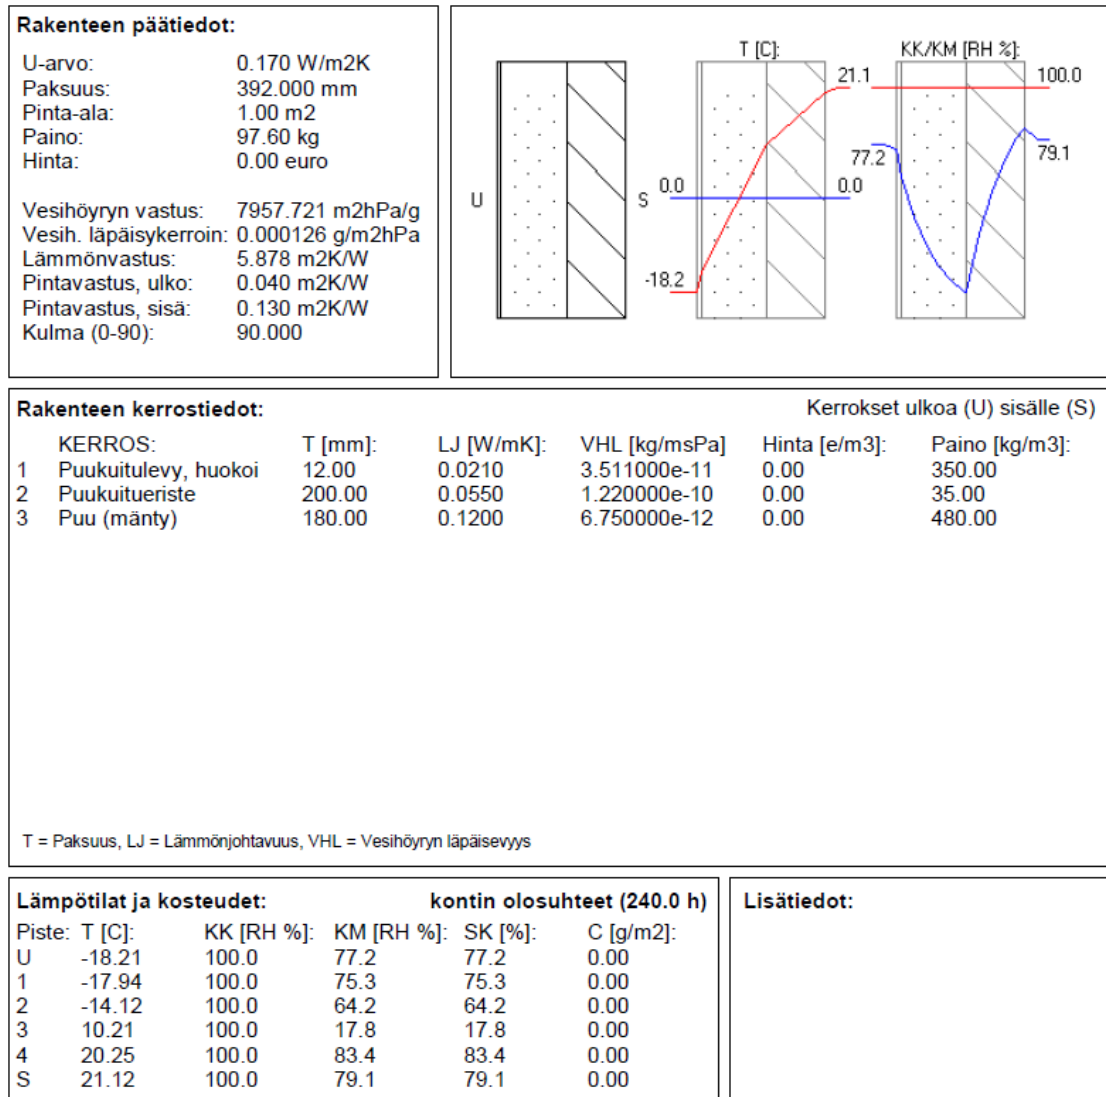 Rakenteen päätiedot:
U-arvo: 0.170 W/m2K
Paksuus: 392.000 mm
Pinta-ala: 1.00 m2
Paino: 97.60 kg
Hinta: 0.00 euro
Vesihöyryn vastus: 7957.721 m2hPa/g
Vesih. läpäisykerroin: 0.000126 g/m2hPa
Lämmönvastus: 5.878 m2K/W
Pintavastus, ulko: 0.040 m2K/W
Pintavastus, sisä: 0.130 m2K/W
Kulma (0-90): 90.000
T [C]: KK/KM [RH %]:
21.1 100.0
77.2 79.1
U S 0.0 0.0
-18.2
Rakenteen kerrostiedot: Kerrokset ulkoa (U) sisälle (S)
KERROS: T [mm]: LJ [W/mK]: VHL [kg/msPa] Hinta [e/m3]: Paino [kg/m3]:
1 Puukuitulevy, huokoi 12.00 0.0210 3.511000e-11 0.00 350.00
2 Puukuitueriste 200.00 0.0550 1.220000e-10 0.00 35.00
3 Puu (mänty) 180.00 0.1200 6.750000e-12 0.00 480.00
T = Paksuus, LJ = Lämmönjohtavuus, VHL = Vesihöyryn läpäisevyys
Lämpötilat ja kosteudet: kontin olosuhteet (240.0 h)
Piste: T [C]: KK [RH %]: KM [RH %]: SK [%]: C [g/m2]:
U -18.21 100.0 77.2 77.2 0.00
1 -17.94 100.0 75.3 75.3 0.00
2 -14.12 100.0 64.2 64.2 0.00
3 10.21 100.0 17.8 17.8 0.00
4 20.25 100.0 83.4 83.4 0.00
S 21.12 100.0 79.1 79.1 0.00
Lisätiedot: